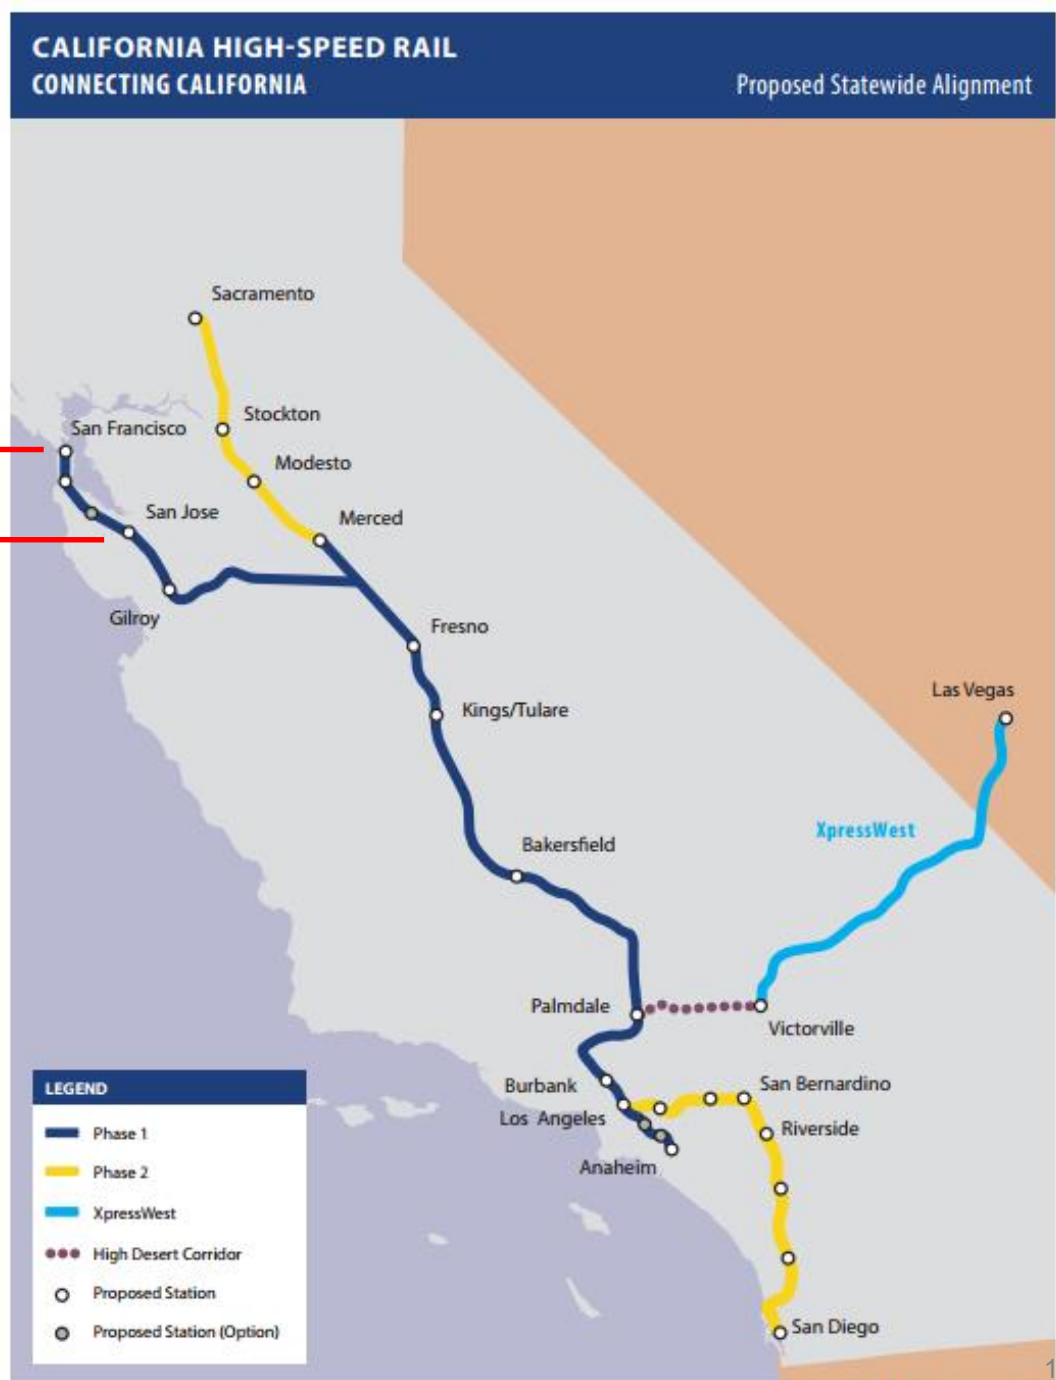 CALIFORNIA HIGH-SPEED RAIL
CONNECTING CALIFORNIA
Proposed Statewide Alignment
Sacramento
Stockton
San Francisco
Modesto
San Jose
Merced
Gilroy
Fresno
Las Vegas
Kings/Tulare
XpressWest
Bakersfield
Palmdale
Victorville
Burbank
San Bernardino
Los Angeles
Riverside
Anaheim
San Diego
LEGEND
Phase 1
Phase 2
XpressWest
High Desert Corridor
Proposed Station
Proposed Station (Option)
1